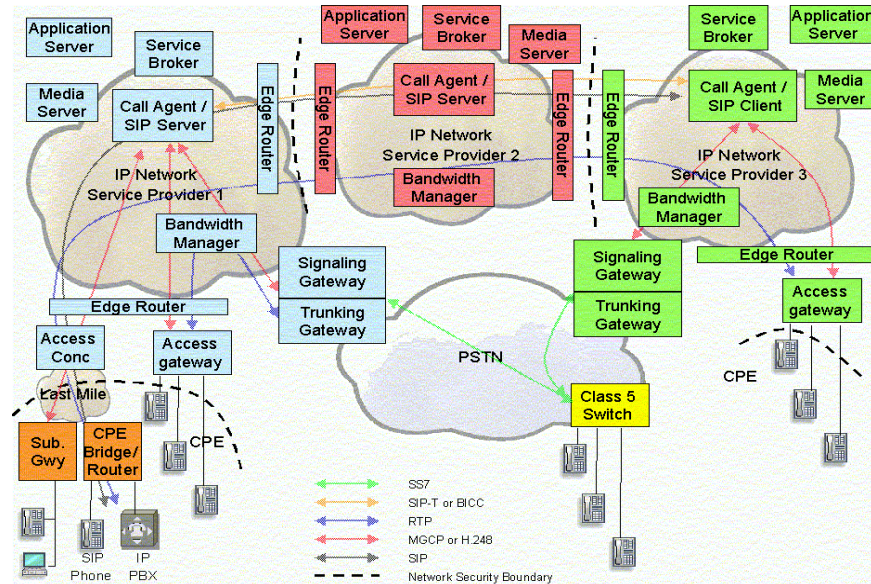 Application
Server
Service
Broker
Media
Server
Call Agent /
SIP Server
Edge Router
IP Network
Service Provider 1
Bandwidth
Manager
Edge Router
Access
Conc
Access
gateway
Last Mile
CPE
Sub.
Gwy
CPE
Bridge/
Router
SIP
Phone
IP
PBX
Application
Server
Service
Broker
Media
Server
Edge Router
Call Agent /
SIP Server
Edge Router
IP Network
Service Provider 2
Bandwidth
Manager
Signaling
Gateway
Trunking
Gateway
PSTN
Signaling
Gateway
Trunking
Gateway
Class 5
Switch
Service
Broker
Application
Server
Edge Router
Call Agent /
SIP Client
Media
Server
IP Network
Service Provider 3
Bandwidth
Manager
Edge Router
Access
gateway
CPE
SS7
SIP-T or BICC
RTP
MGCP or H.248
SIP
Network Security Boundary